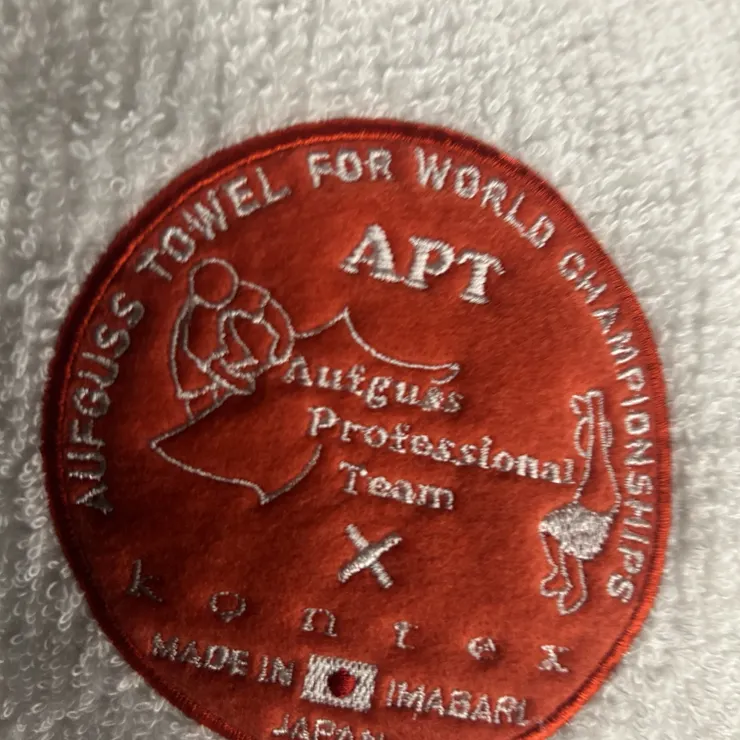 AUFGUSS TOWEL FOR WORLD CHAMPIONSHIPS
APT
Aufguss
Professional
Team
×
kontex
MADE IN IMABARI,
JAPAN